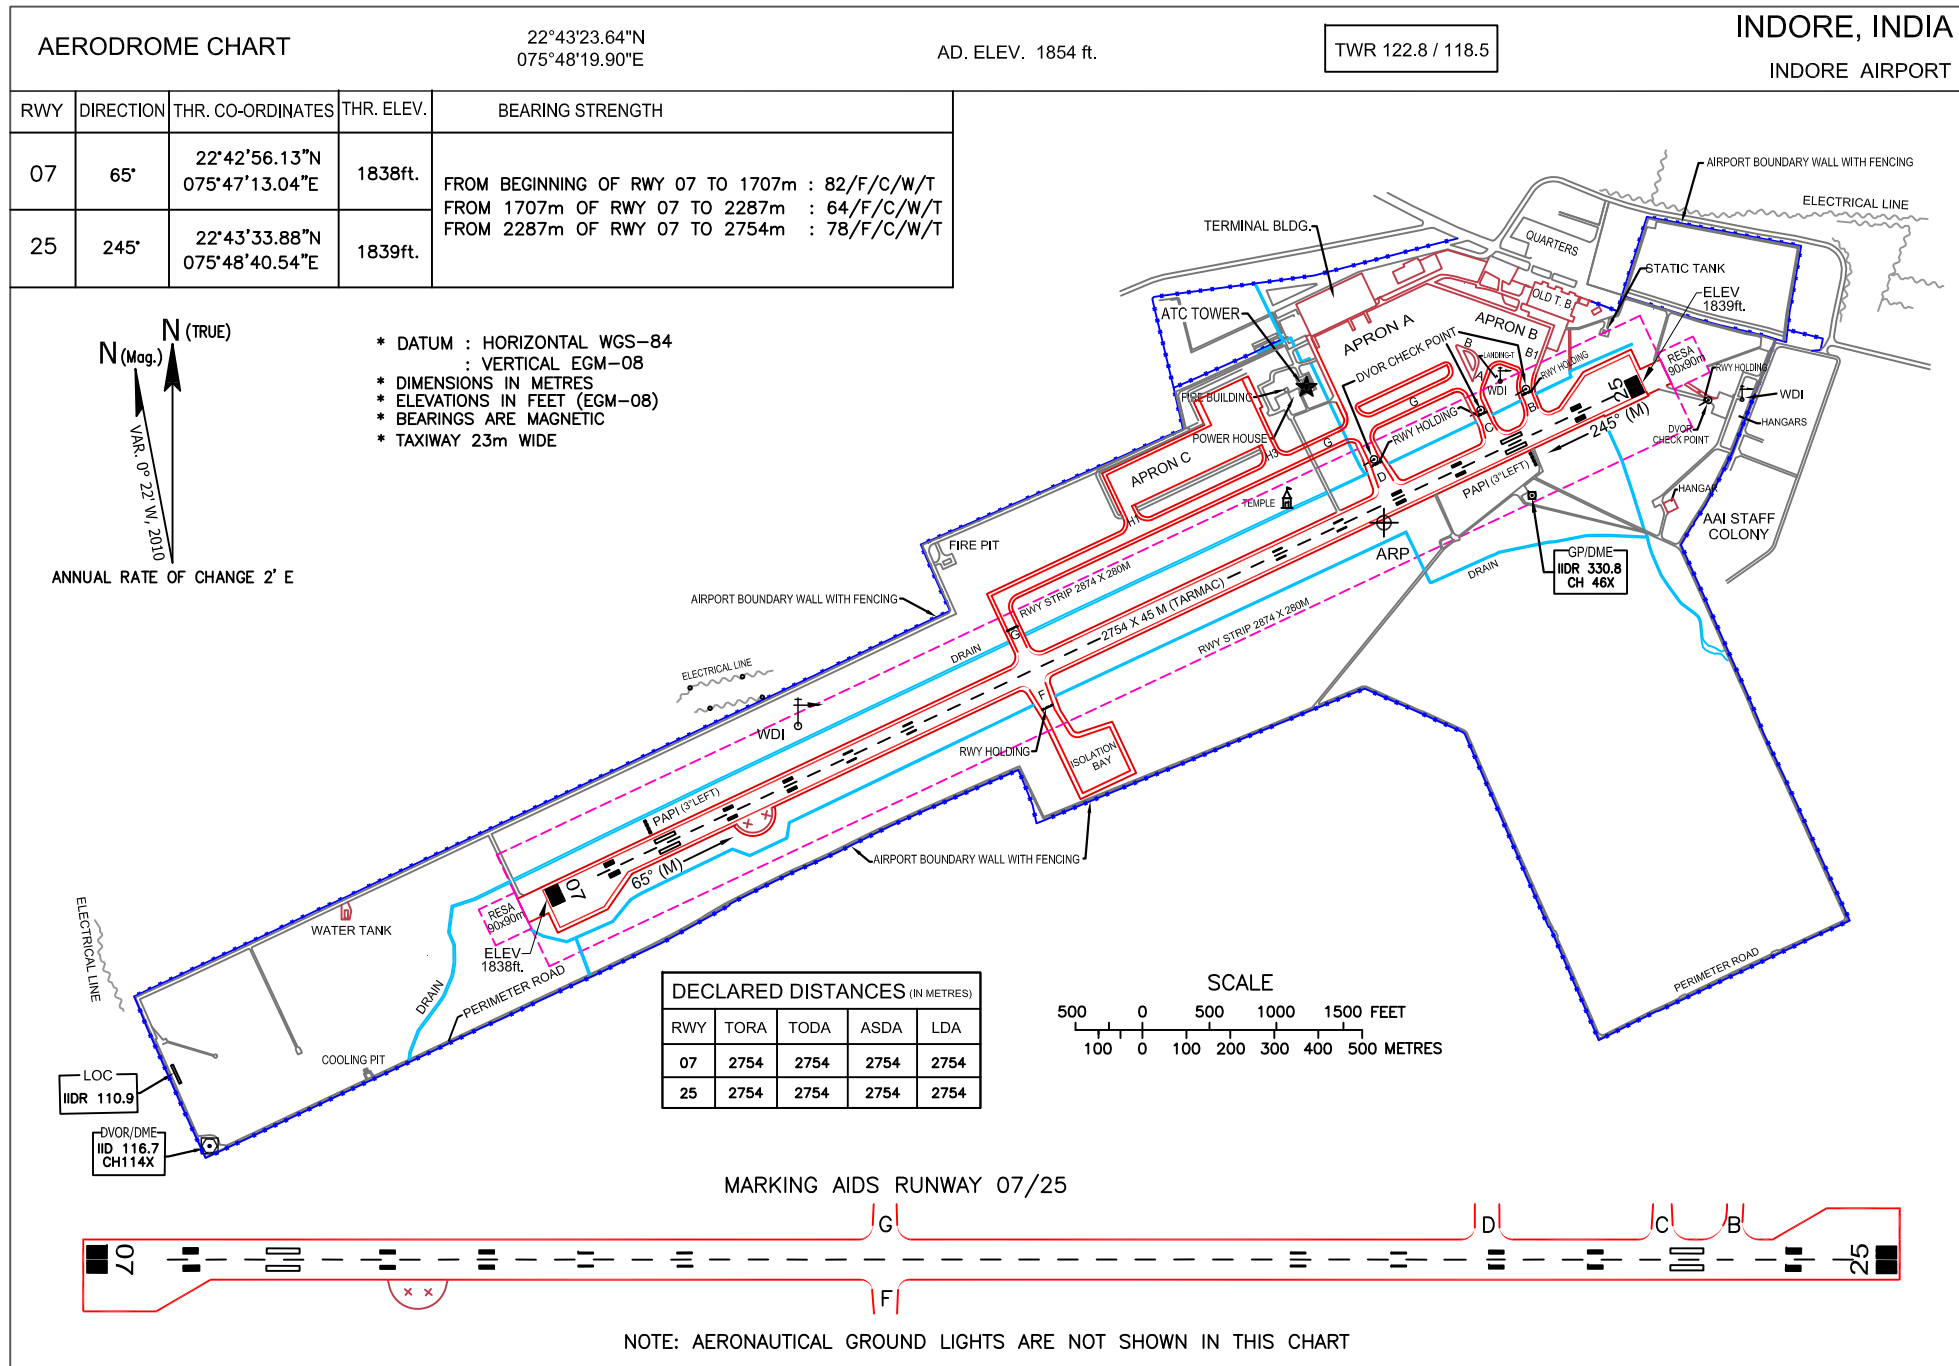 AERODROME CHART
22°43'23.64"N
075°48'19.90"E
AD. ELEV. 1854 ft.
TWR 122.8 / 118.5
INDORE, INDIA
INDORE AIRPORT
RWY DIRECTION THR. CO-ORDINATES THR. ELEV. BEARING STRENGTH
07 65° 22°42'56.13"N 075°47'13.04"E 1838ft.
25 245° 22°43'33.88"N 075°48'40.54"E 1839ft.
FROM BEGINNING OF RWY 07 TO 1707m : 82/F/C/W/T
FROM 1707m OF RWY 07 TO 2287m : 64/F/C/W/T
FROM 2287m OF RWY 07 TO 2754m : 78/F/C/W/T
N (TRUE)
N (Mag.)
VAR. 0° 22' W, 2010
ANNUAL RATE OF CHANGE 2' E
* DATUM : HORIZONTAL WGS-84
: VERTICAL EGM-08
* DIMENSIONS IN METRES
* ELEVATIONS IN FEET (EGM-08)
* BEARINGS ARE MAGNETIC
* TAXIWAY 23m WIDE
AIRPORT BOUNDARY WALL WITH FENCING
ELECTRICAL LINE
TERMINAL BLDG.
QUARTERS
STATIC TANK
ELEV
1839ft.
OLD T. B
ATC TOWER
APRON A
APRON B
B1
B
DVOR CHECK POINT
LANDING-T
A
WDI
RWY HOLDING
RESA
90x90m
RWY HOLDING
WDI
HANGARS
DVOR
CHECK POINT
25
245° (M)
FIRE BUILDING
POWER HOUSE
G
G
H3
RWY HOLDING
C
B
D
APRON C
H1
TEMPLE
PAPI (3°LEFT)
HANGAR
AAI STAFF
COLONY
ARP
GP/DME
IIDR 330.8
CH 46X
DRAIN
FIRE PIT
AIRPORT BOUNDARY WALL WITH FENCING
RWY STRIP 2874 X 280M
2754 X 45 M (TARMAC)
RWY STRIP 2874 X 280M
G
DRAIN
ELECTRICAL LINE
WDI
F
RWY HOLDING
ISOLATION
BAY
PAPI (3°LEFT)
65° (M)
07
AIRPORT BOUNDARY WALL WITH FENCING
RESA
90x90m
ELEV
1838ft.
WATER TANK
ELECTRICAL LINE
DRAIN
PERIMETER ROAD
PERIMETER ROAD
COOLING PIT
LOC
IIDR 110.9
DVOR/DME
IID 116.7
CH114X
DECLARED DISTANCES (IN METRES)
RWY TORA TODA ASDA LDA
07 2754 2754 2754 2754
25 2754 2754 2754 2754
SCALE
500 0 500 1000 1500 FEET
100 0 100 200 300 400 500 METRES
MARKING AIDS RUNWAY 07/25
G D C B
07 25
F
NOTE: AERONAUTICAL GROUND LIGHTS ARE NOT SHOWN IN THIS CHART